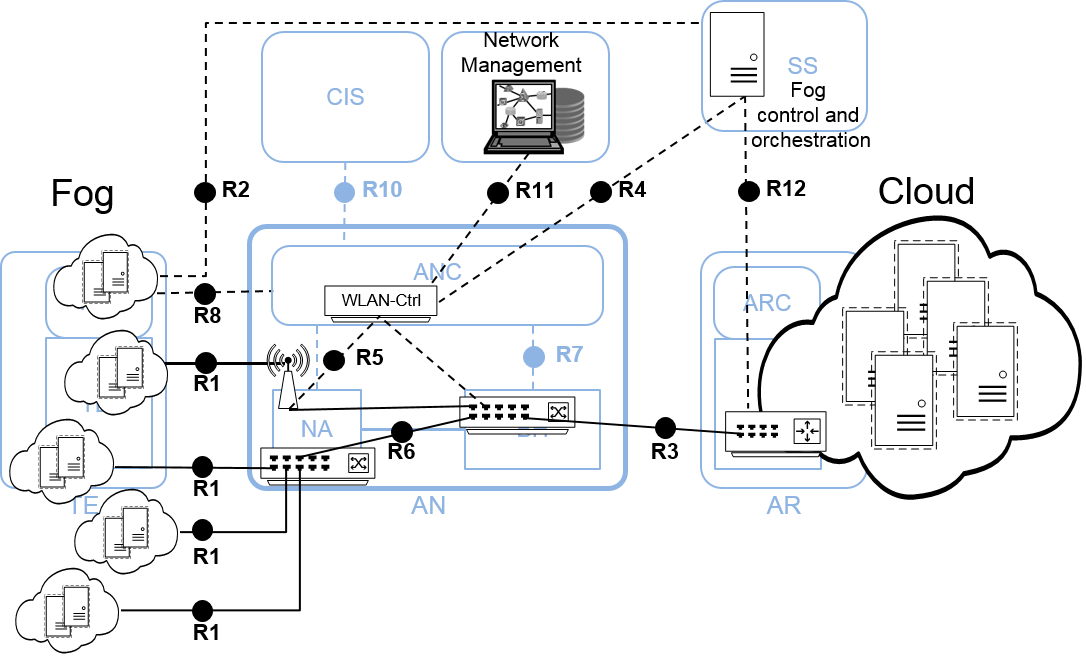 Network
Management
CIS
SS
Fog
control and
orchestration
Fog
R2
R10
R11
R4
R12
Cloud
ANC
WLAN-Ctrl
ARC
R8
R5
R7
R1
NA
R6
R3
R1
TE
AN
AR
R1
R1